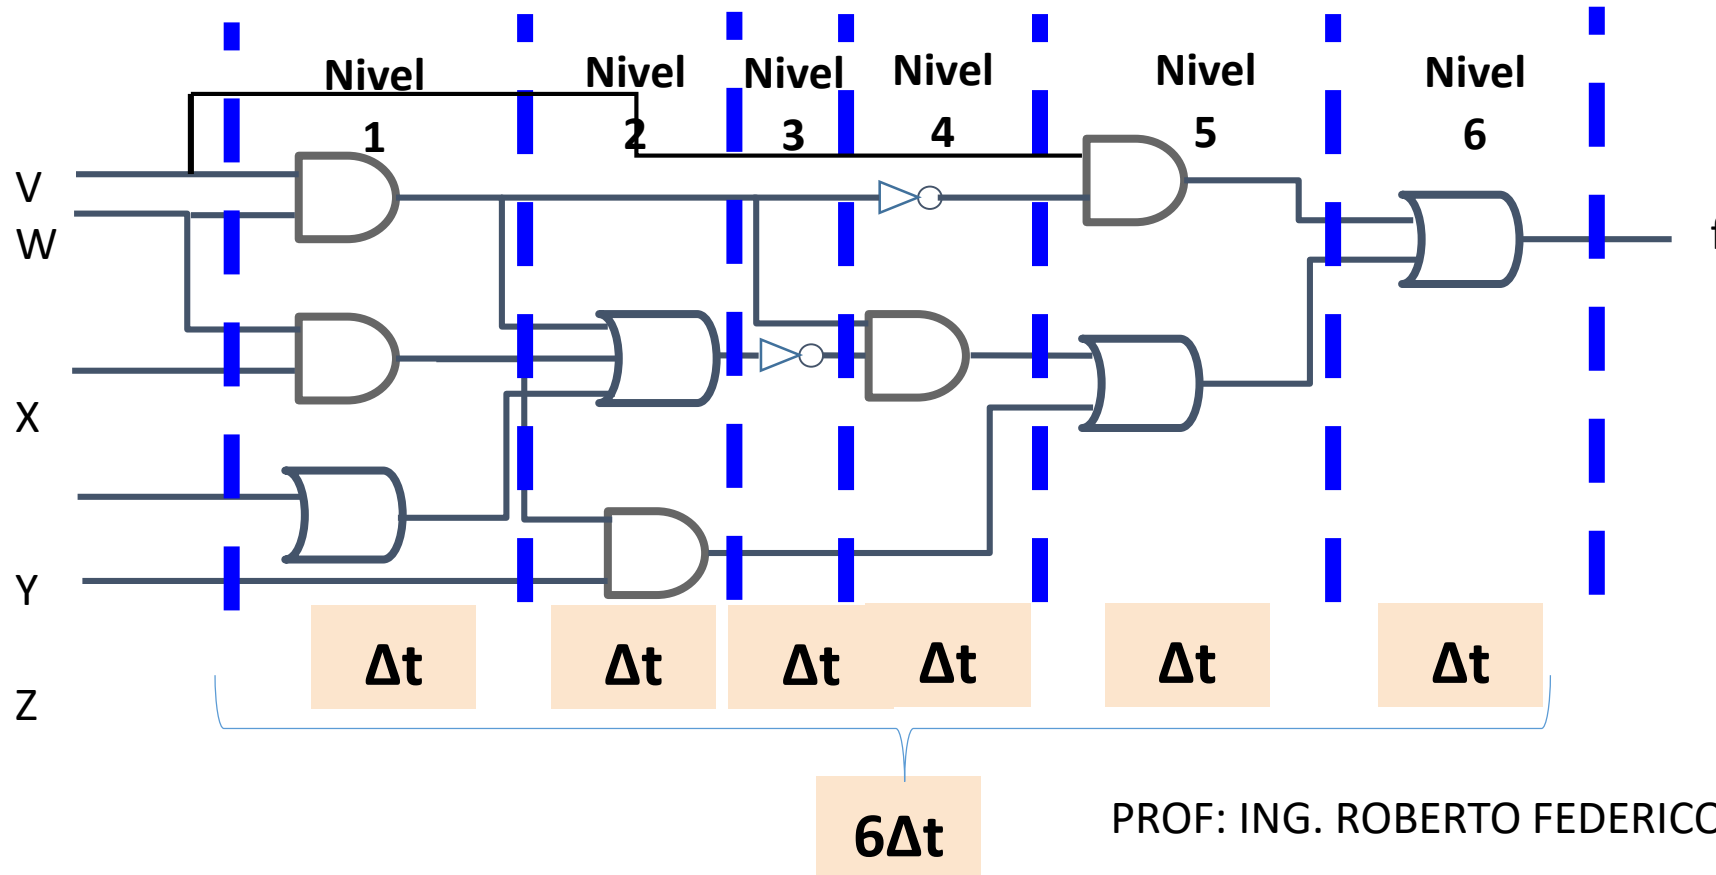 Nivel 1
Nivel 2
Nivel 3
Nivel 4
Nivel 5
Nivel 6
V
W
X
Y
Z
Δt
Δt
Δt
Δt
Δt
Δt
6Δt
PROF: ING. ROBERTO FEDERICO